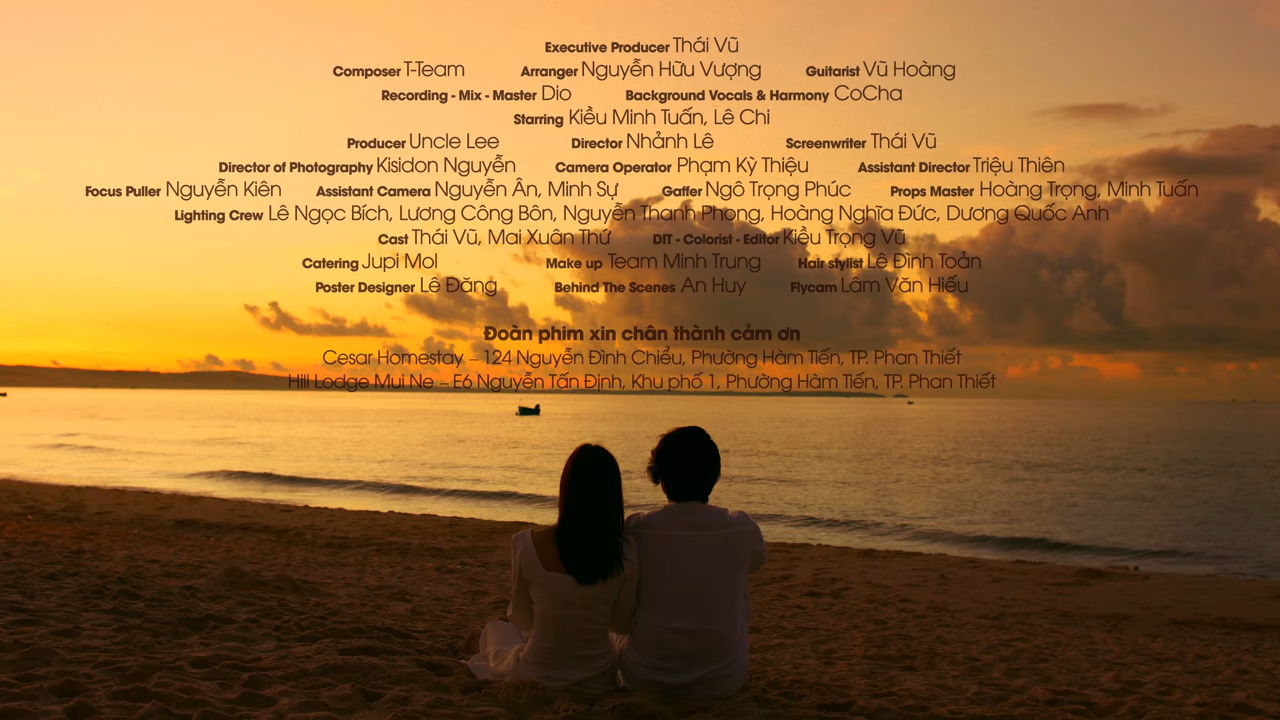 Executive Producer Thái Vũ
Composer T-Team Arranger Nguyễn Hữu Vượng Guitarist Vũ Hoàng
Recording - Mix - Master Dio Background Vocals & Harmony CoCha
Starring Kiều Minh Tuấn, Lê Chi
Producer Uncle Lee Director Nhảnh Lê Screenwriter Thái Vũ
Director of Photography Kisidon Nguyễn Camera Operator Phạm Kỳ Thiệu Assistant Director Triệu Thiên
Focus Puller Nguyễn Kiên Assistant Camera Nguyễn Ân, Minh Sự Gaffer Ngô Trọng Phúc Props Master Hoàng Trọng, Minh Tuấn
Lighting Crew Lê Ngọc Bích, Lương Công Bôn, Nguyễn Thanh Phong, Hoàng Nghĩa Đức, Dương Quốc Anh
Cast Thái Vũ, Mai Xuân Thứ DIT - Colorist - Editor Kiều Trọng Vũ
Catering Jupi Mol Make up Team Minh Trung Hair stylist Lê Đình Toản
Poster Designer Lê Đăng Behind The Scenes An Huy Flycam Lâm Văn Hiếu
Đoàn phim xin chân thành cảm ơn
Cesar Homestay – 124 Nguyễn Đình Chiểu, Phường Hàm Tiến, TP. Phan Thiết
Hill Lodge Mui Ne – E6 Nguyễn Tấn Định, Khu phố 1, Phường Hàm Tiến, TP. Phan Thiết